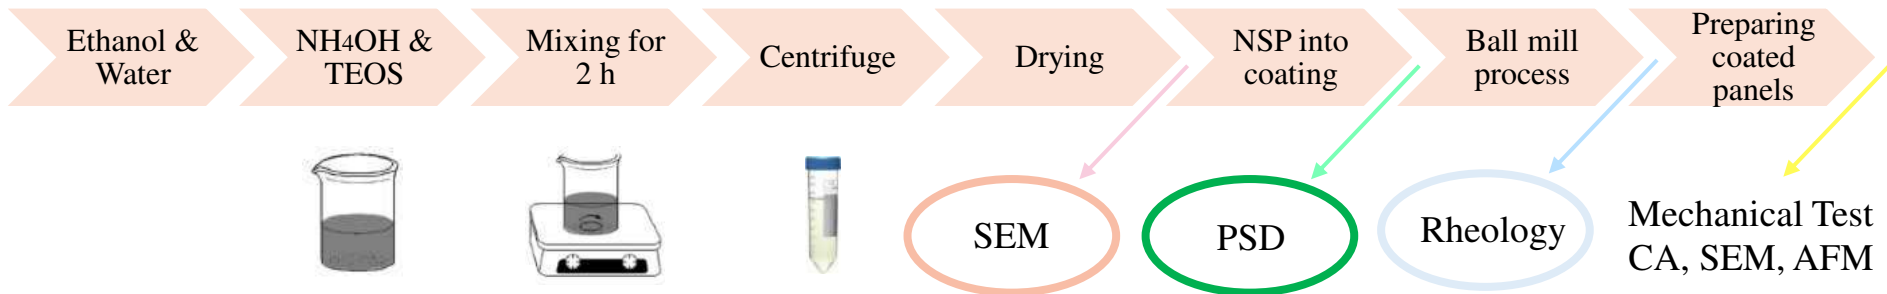 Ethanol &
Water
NH4OH &
TEOS
Mixing for
2 h
Centrifuge
Drying
NSP into
coating
Ball mill
process
Preparing
coated
panels
SEM
PSD
Rheology
Mechanical Test
CA, SEM, AFM